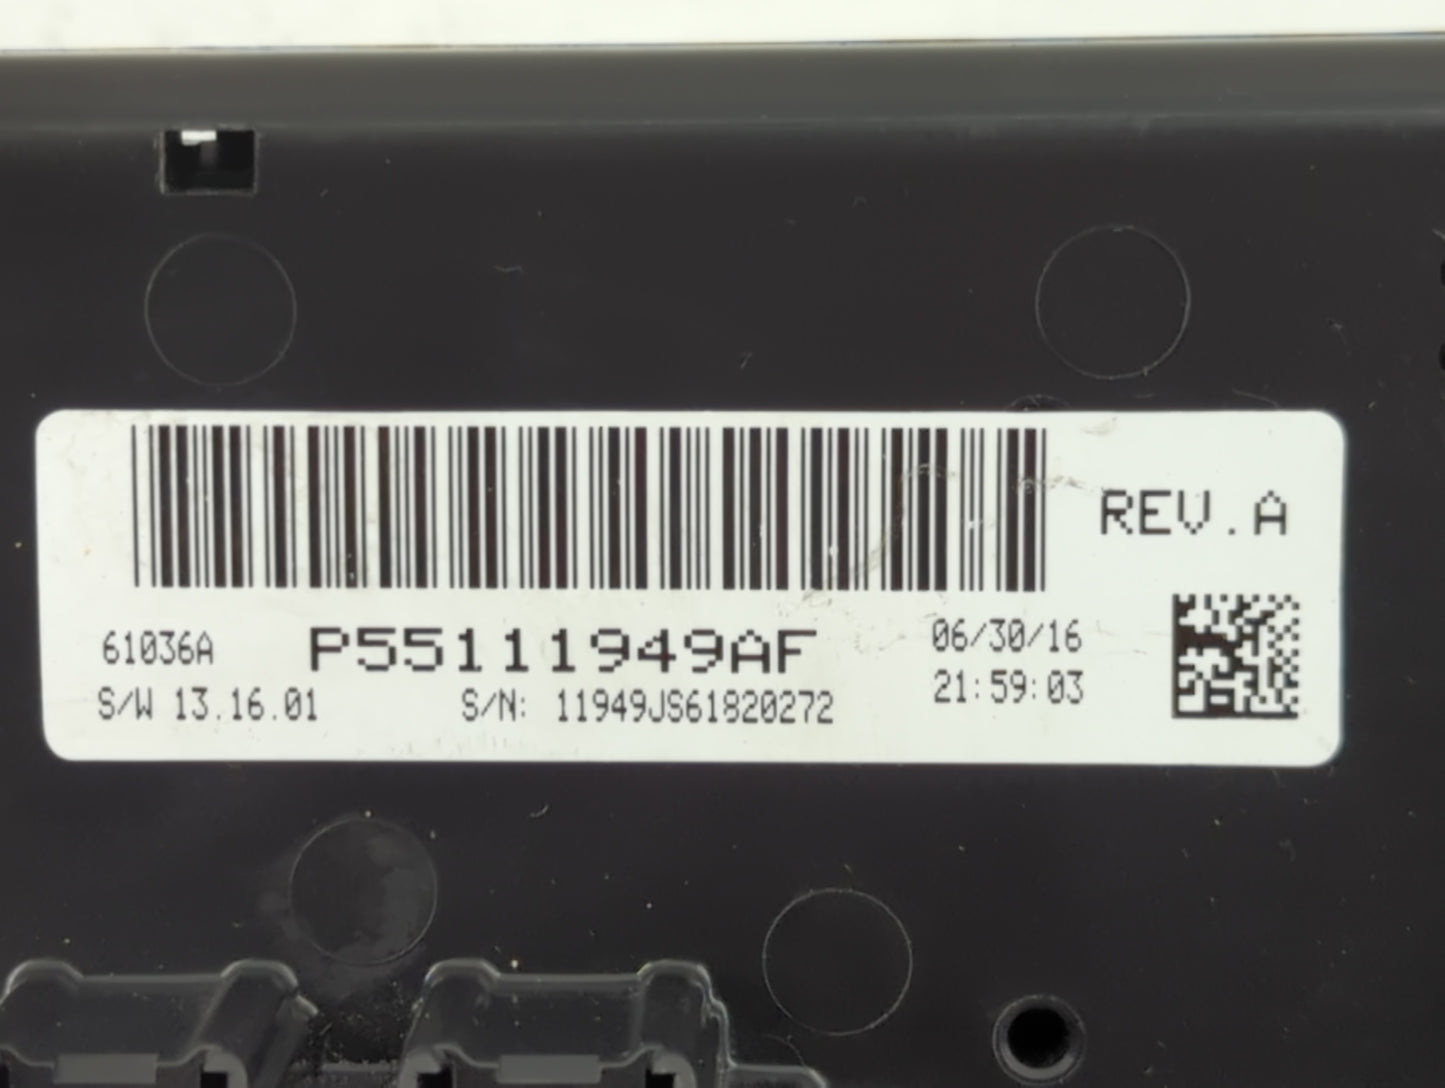 REV.A
61036A P55111949AF 06/30/16
S/W 13.16.01 S/N: 11949JS61820272 21:59:03